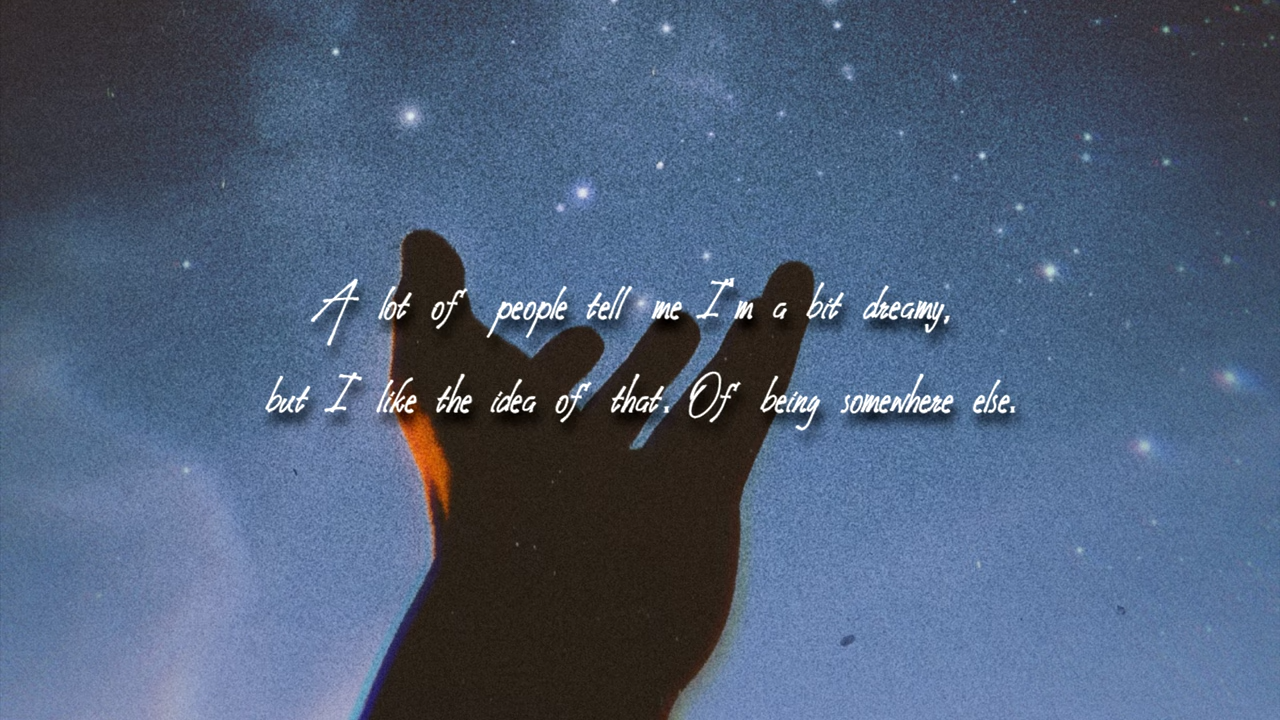 A lot of people tell me I'm a bit dreamy,
but I like the idea of that. Of being somewhere else.